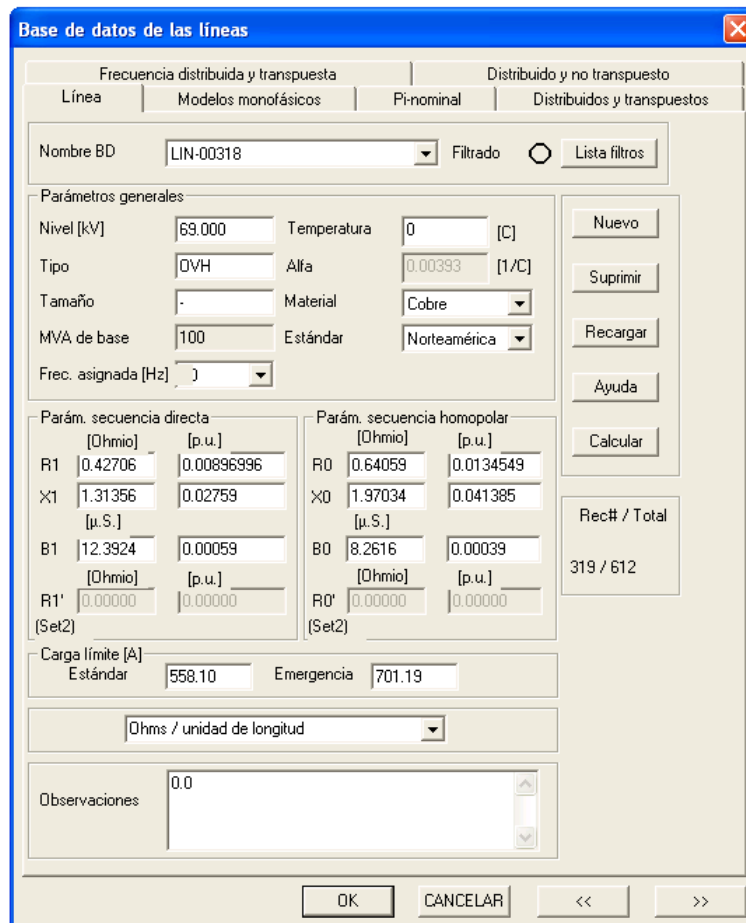 Base de datos de las líneas
Frecuencia distribuida y transpuesta Distribuido y no transpuesto
Línea Modelos monofásicos Pi-nominal Distribuidos y transpuestos
Nombre BD LIN-00318 Filtrado Lista filtros
Parámetros generales
Nivel [kV] 69.000 Temperatura 0 [C]
Tipo OVH Alfa 0.00393 [1/C]
Tamaño - Material Cobre
MVA de base 100 Estándar Norteamérica
Frec. asignada [Hz]
Nuevo
Suprimir
Recargar
Ayuda
Calcular
Parám. secuencia directa
[Ohmio] [p.u.]
R1 0.42706 0.00896996
X1 1.31356 0.02759
[µ.S.]
B1 12.3924 0.00059
[Ohmio] [p.u.]
R1' 0.00000 0.00000
(Set2)
Parám. secuencia homopolar
[Ohmio] [p.u.]
R0 0.64059 0.0134549
X0 1.97034 0.041385
[µ.S.]
B0 8.2616 0.00039
[Ohmio] [p.u.]
R0' 0.00000 0.00000
(Set2)
Rec# / Total
319 / 612
Carga límite [A]
Estándar 558.10 Emergencia 701.19
Ohms / unidad de longitud
Observaciones 0.0
OK CANCELAR << >>